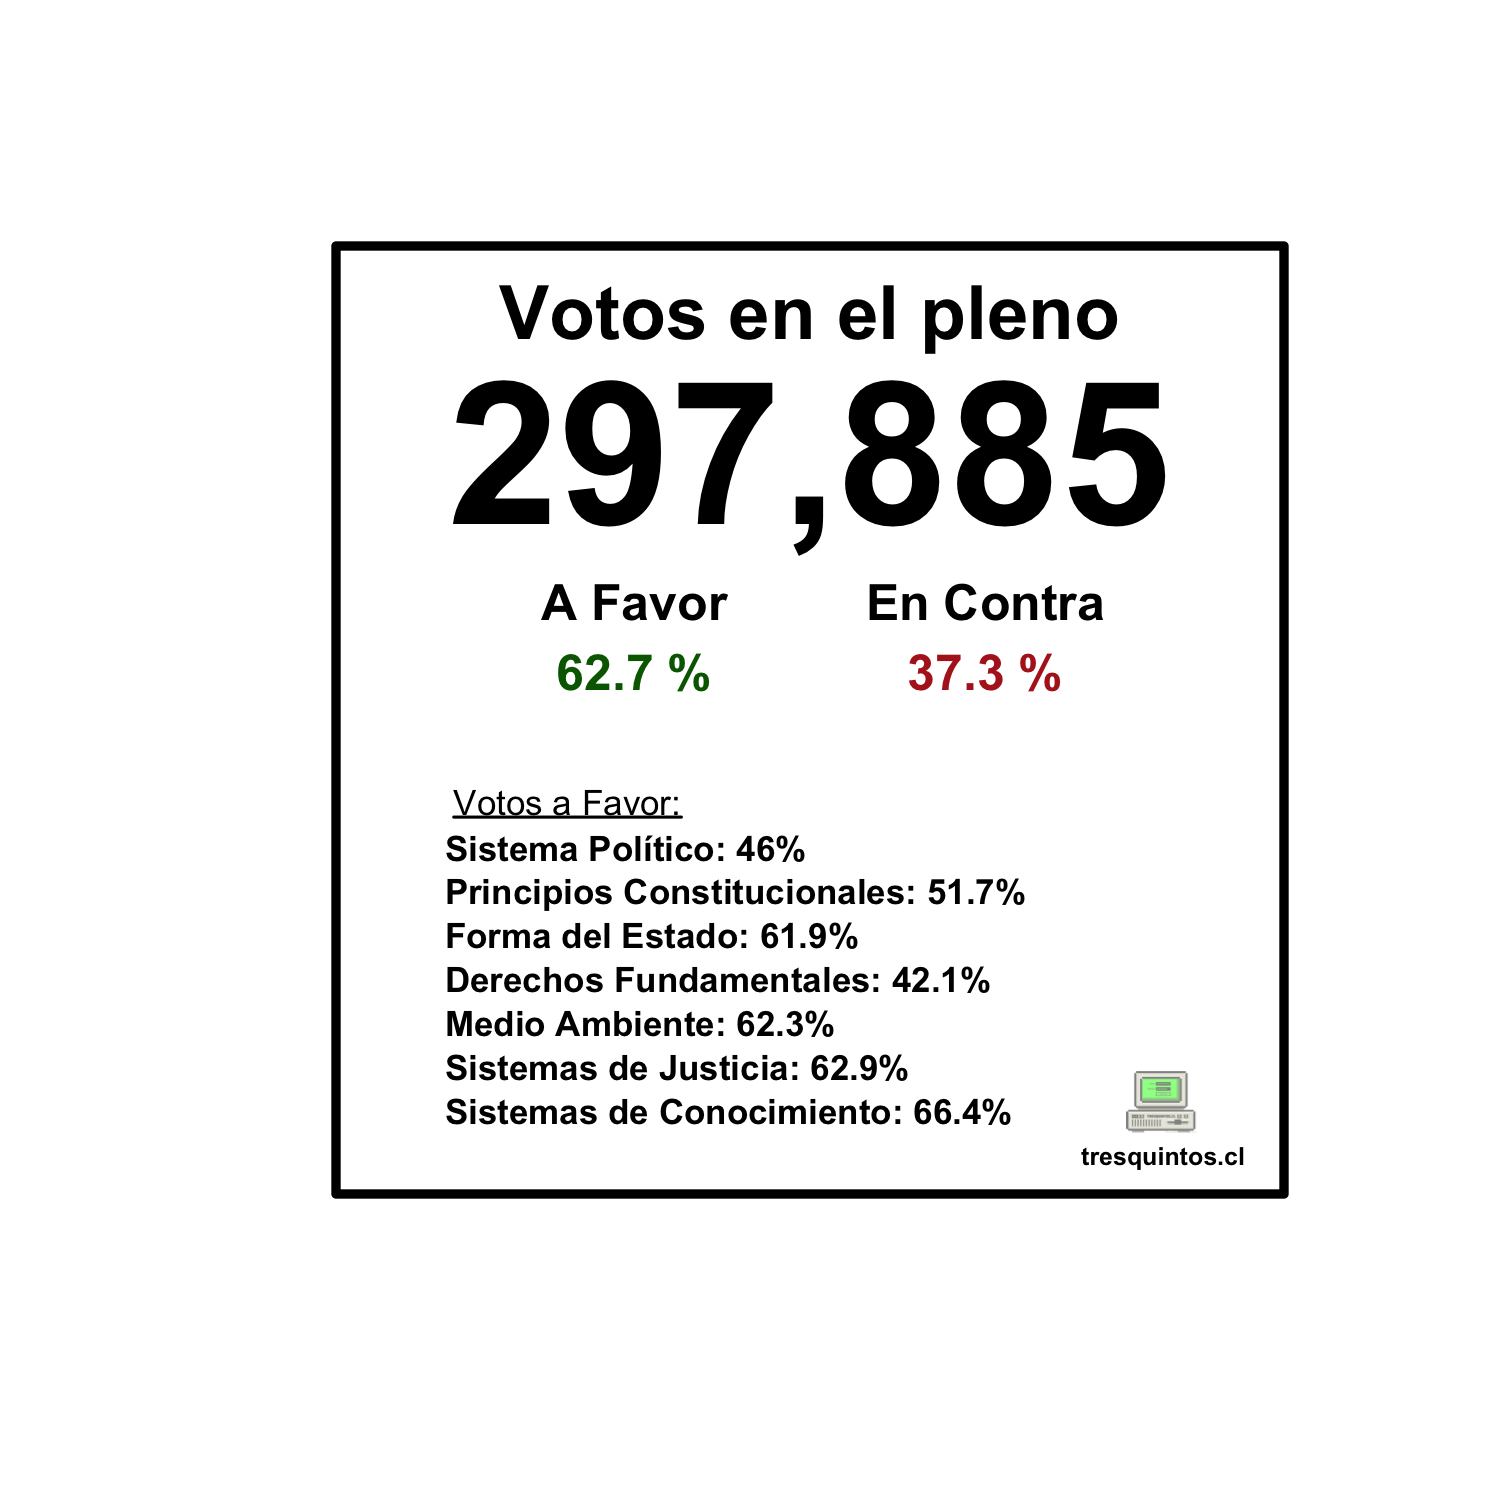 Votos en el pleno
297,885
A Favor En Contra
62.7 % 37.3 %
Votos a Favor:
Sistema Político: 46%
Principios Constitucionales: 51.7%
Forma del Estado: 61.9%
Derechos Fundamentales: 42.1%
Medio Ambiente: 62.3%
Sistemas de Justicia: 62.9%
Sistemas de Conocimiento: 66.4%
tresquintos.cl